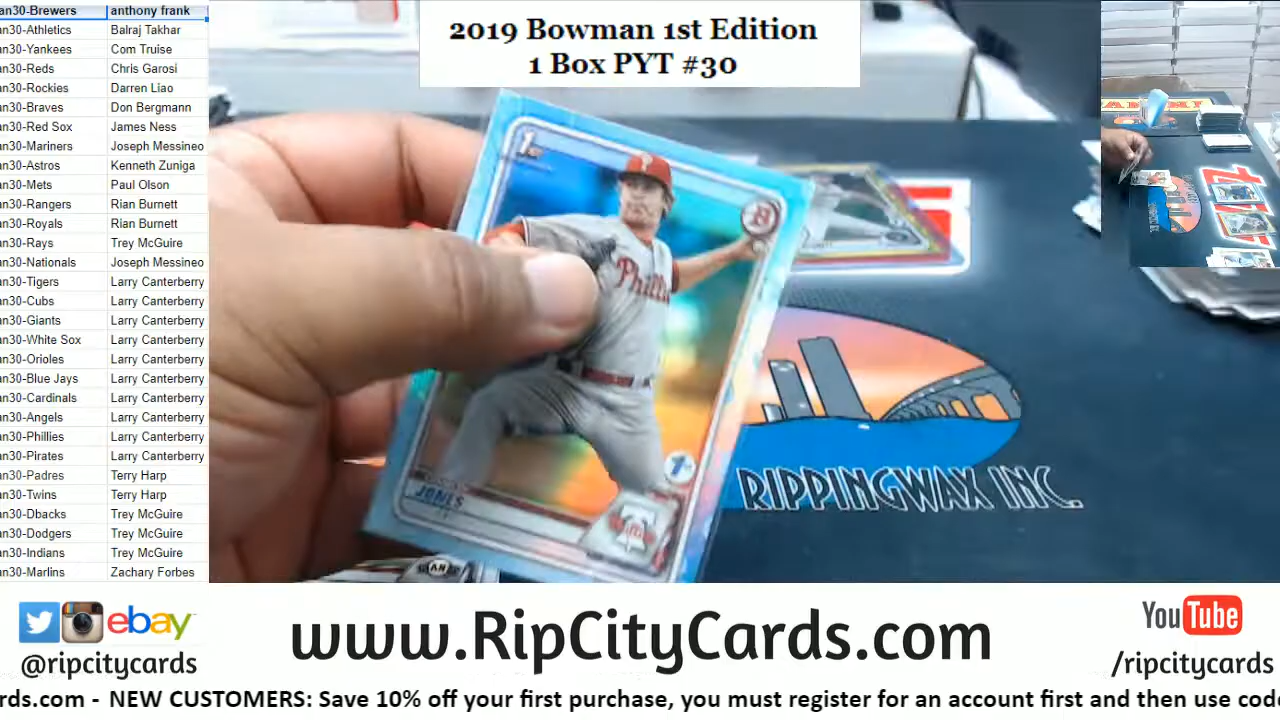 an30-Brewers anthony frank
an30-Athletics Balraj Takhar
an30-Yankees Com Truise
an30-Reds Chris Garosi
an30-Rockies Darren Liao
an30-Braves Don Bergmann
an30-Red Sox James Ness
an30-Mariners Joseph Messineo
an30-Astros Kenneth Zuniga
an30-Mets Paul Olson
an30-Rangers Rian Burnett
an30-Royals Rian Burnett
an30-Rays Trey McGuire
an30-Nationals Joseph Messineo
an30-Tigers Larry Canterberry
an30-Cubs Larry Canterberry
an30-Giants Larry Canterberry
an30-White Sox Larry Canterberry
an30-Orioles Larry Canterberry
an30-Blue Jays Larry Canterberry
an30-Cardinals Larry Canterberry
an30-Angels Larry Canterberry
an30-Phillies Larry Canterberry
an30-Pirates Larry Canterberry
an30-Padres Terry Harp
an30-Twins Terry Harp
an30-Dbacks Trey McGuire
an30-Dodgers Trey McGuire
an30-Indians Trey McGuire
an30-Marlins Zachary Forbes
2019 Bowman 1st Edition
1 Box PYT #30
1st
B
Philli
1st
JONES
GIANTS
RIPPINGWAX INC.
ebay
@ripcitycards
www.RipCityCards.com
YouTube
/ripcitycards
rds.com - NEW CUSTOMERS: Save 10% off your first purchase, you must register for an account first and then use code